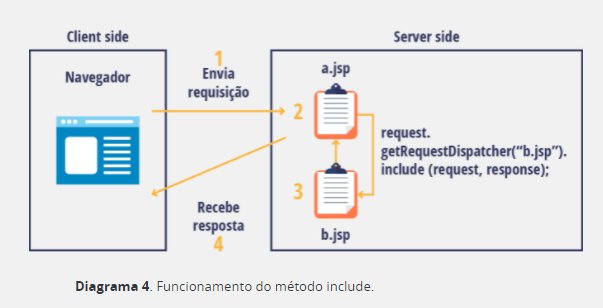 Client side
Server side
Navegador
1
Envia
requisição
a.jsp
2
request.
getRequestDispatcher(“b.jsp”).
include (request, response);
3
b.jsp
Recebe
resposta
4
Diagrama 4. Funcionamento do método include.